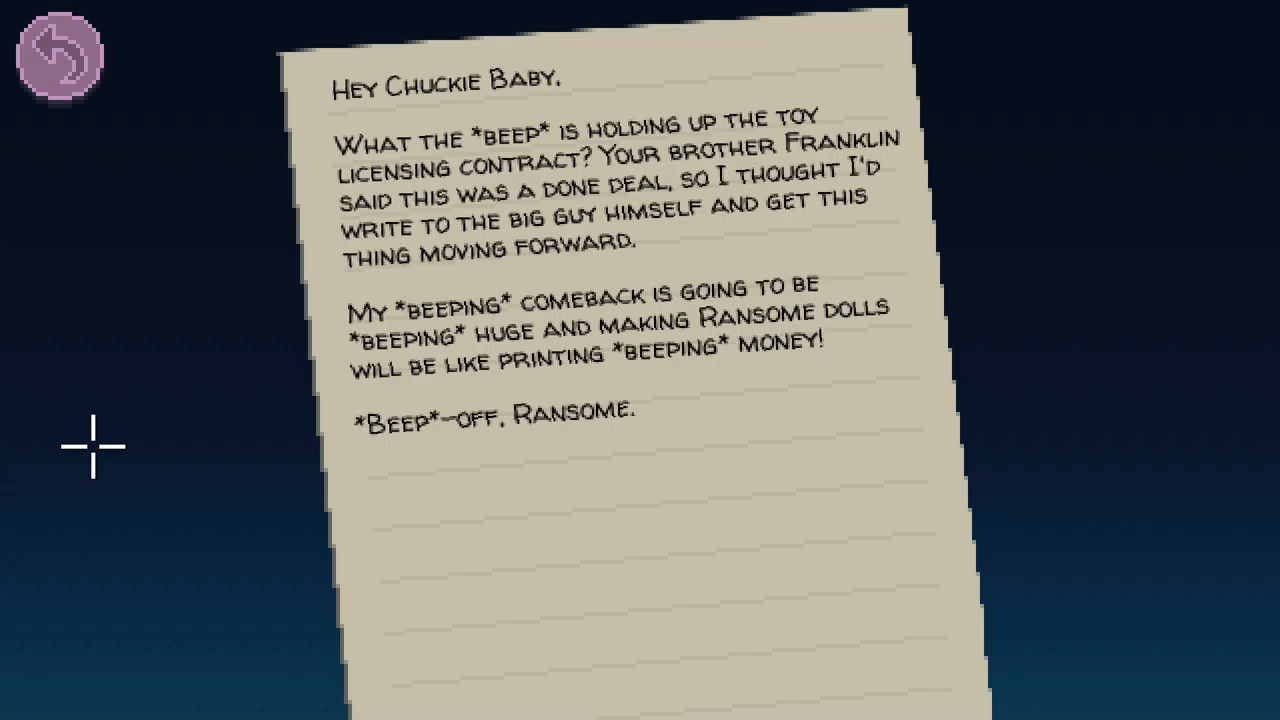 Hey Chuckie Baby,
What the *beep* is holding up the toy
licensing contract? Your brother Franklin
said this was a done deal, so I thought I'd
write to the big guy himself and get this
thing moving forward.
My *beeping* comeback is going to be
*beeping* huge and making Ransome dolls
will be like printing *beeping* money!
*Beep*-off, Ransome.